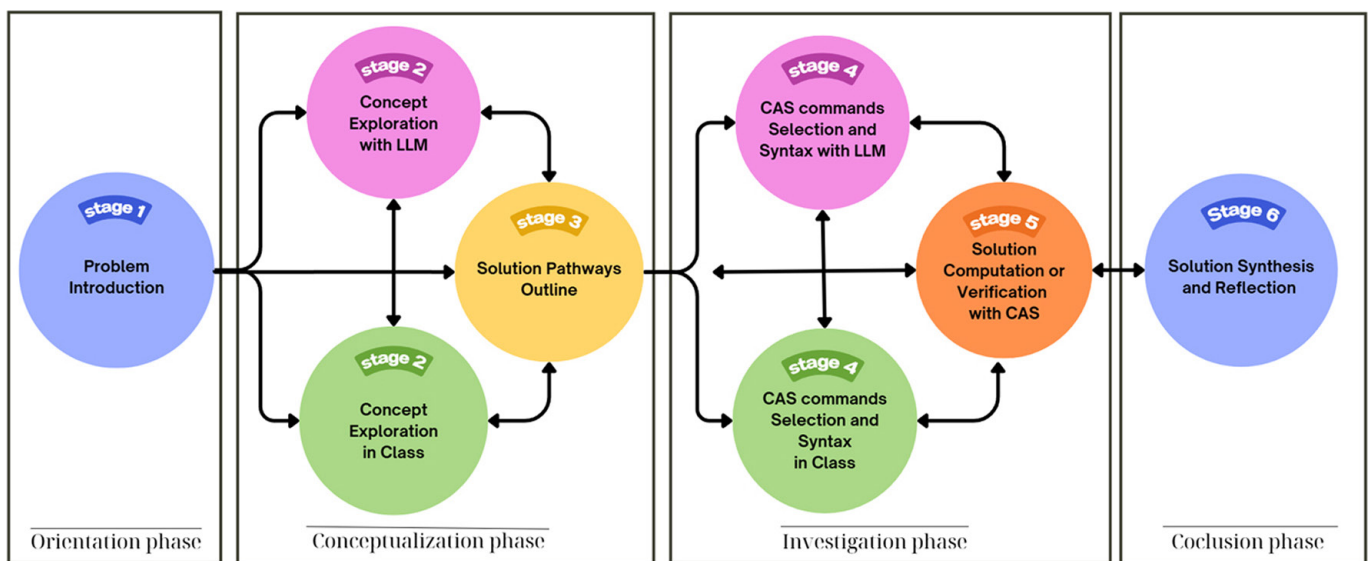 stage 1
Problem
Introduction
Orientation phase
stage 2
Concept
Exploration
with LLM
stage 2
Concept
Exploration
in Class
stage 3
Solution Pathways
Outline
Conceptualization phase
stage 4
CAS commands
Selection and
Syntax with LLM
stage 4
CAS commands
Selection and
Syntax
in Class
stage 5
Solution
Computation or
Verification
with CAS
Investigation phase
Stage 6
Solution Synthesis
and Reflection
Coclusion phase